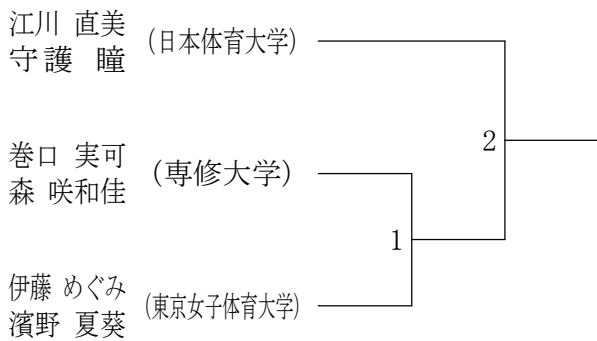 江川 直美
守護 瞳
(日本体育大学)
2
巻口 実可
森 咲和佳
(専修大学)
1
伊藤 めぐみ
濱野 夏葵
(東京女子体育大学)